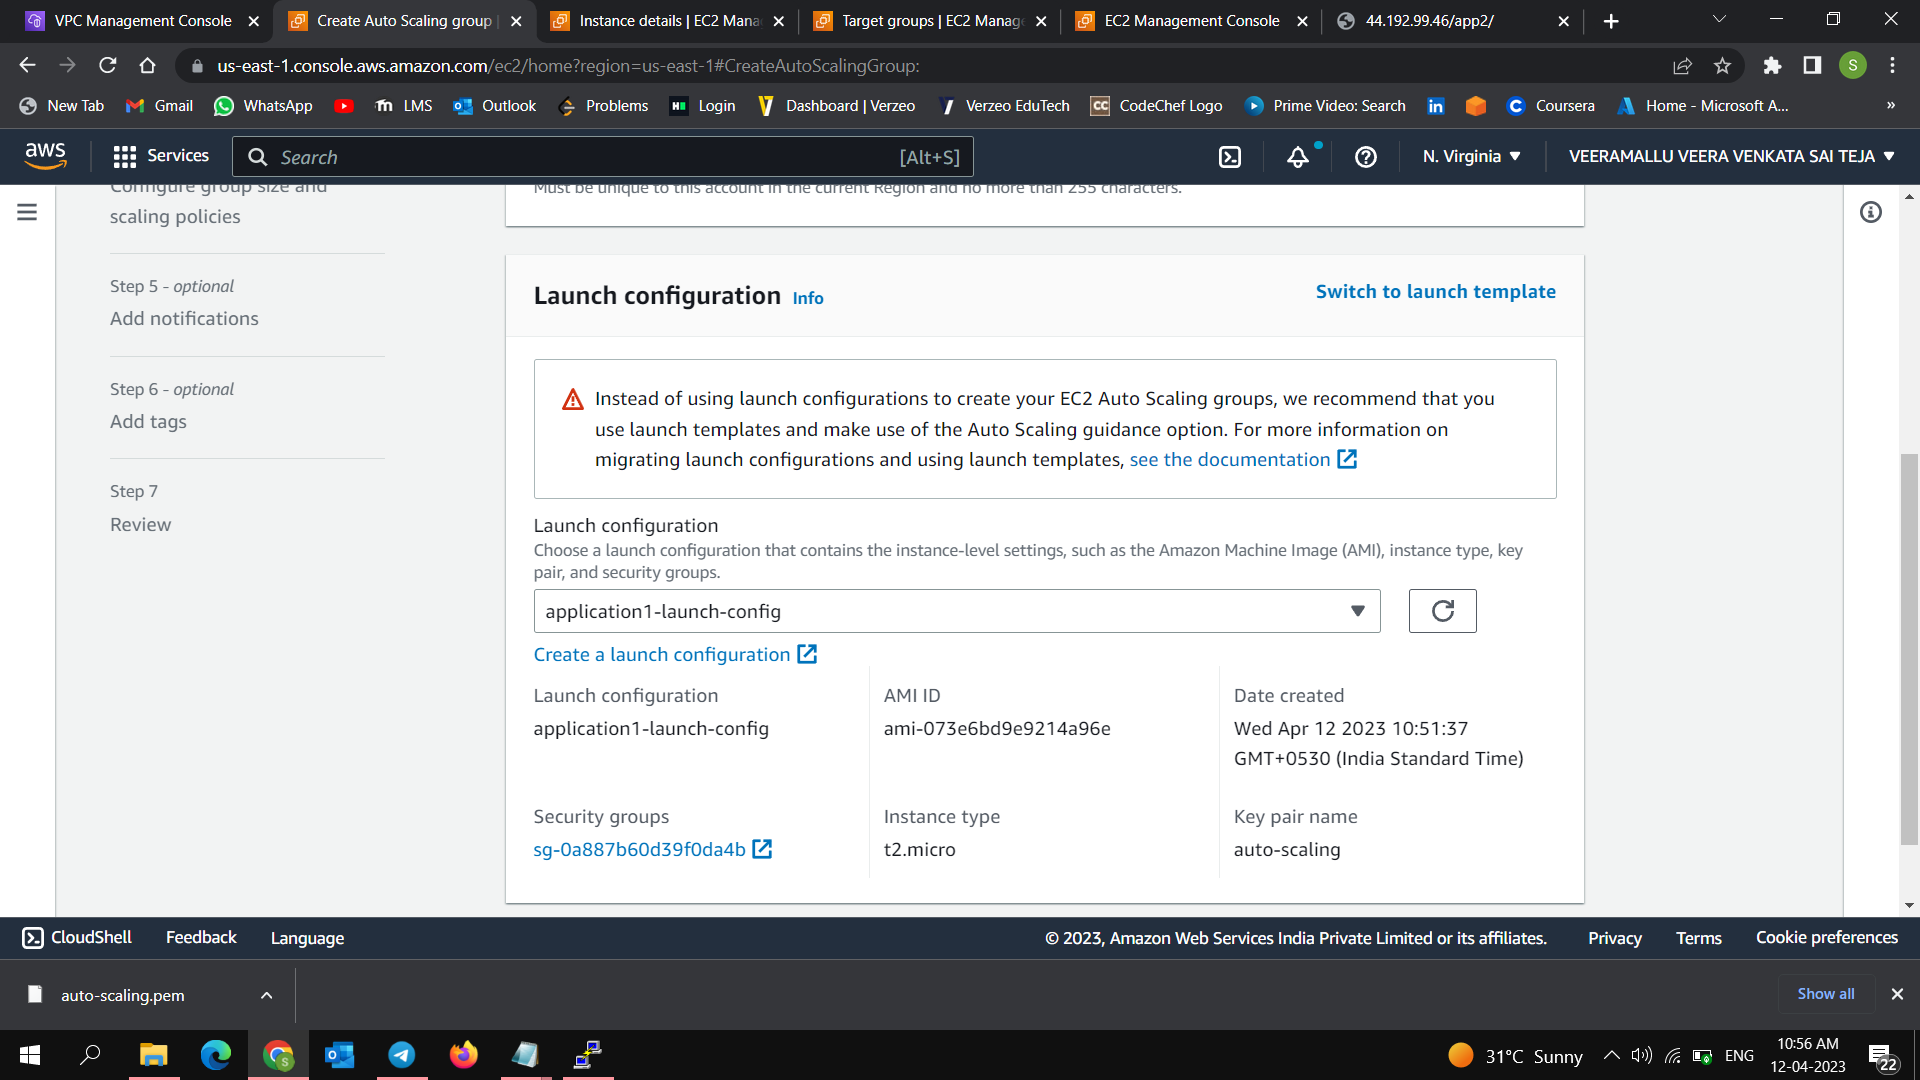 VPC Management Console
Create Auto Scaling group |
Instance details | EC2 Mana
Target groups | EC2 Manage
EC2 Management Console
44.192.99.46/app2/
us-east-1.console.aws.amazon.com/ec2/home?region=us-east-1#CreateAutoScalingGroup:
S
New Tab
Gmail
WhatsApp
LMS
Outlook
Problems
Login
Dashboard | Verzeo
Verzeo EduTech
CodeChef Logo
Prime Video: Search
Coursera
Home - Microsoft A...
»
aws
Services
Search
[Alt+S]
N. Virginia
VEERAMALLU VEERA VENKATA SAI TEJA
Configure group size and
scaling policies
Step 5 - optional
Add notifications
Step 6 - optional
Add tags
Step 7
Review
Must be unique to this account in the current Region and no more than 255 characters.
Launch configuration Info
Switch to launch template
Instead of using launch configurations to create your EC2 Auto Scaling groups, we recommend that you
use launch templates and make use of the Auto Scaling guidance option. For more information on
migrating launch configurations and using launch templates, see the documentation
Launch configuration
Choose a launch configuration that contains the instance-level settings, such as the Amazon Machine Image (AMI), instance type, key
pair, and security groups.
application1-launch-config
Create a launch configuration
Launch configuration
application1-launch-config
AMI ID
ami-073e6bd9e9214a96e
Date created
Wed Apr 12 2023 10:51:37
GMT+0530 (India Standard Time)
Security groups
sg-0a887b60d39f0da4b
Instance type
t2.micro
Key pair name
auto-scaling
CloudShell
Feedback
Language
© 2023, Amazon Web Services India Private Limited or its affiliates.
Privacy
Terms
Cookie preferences
auto-scaling.pem
Show all
31°C Sunny
ENG
10:56 AM
12-04-2023
22